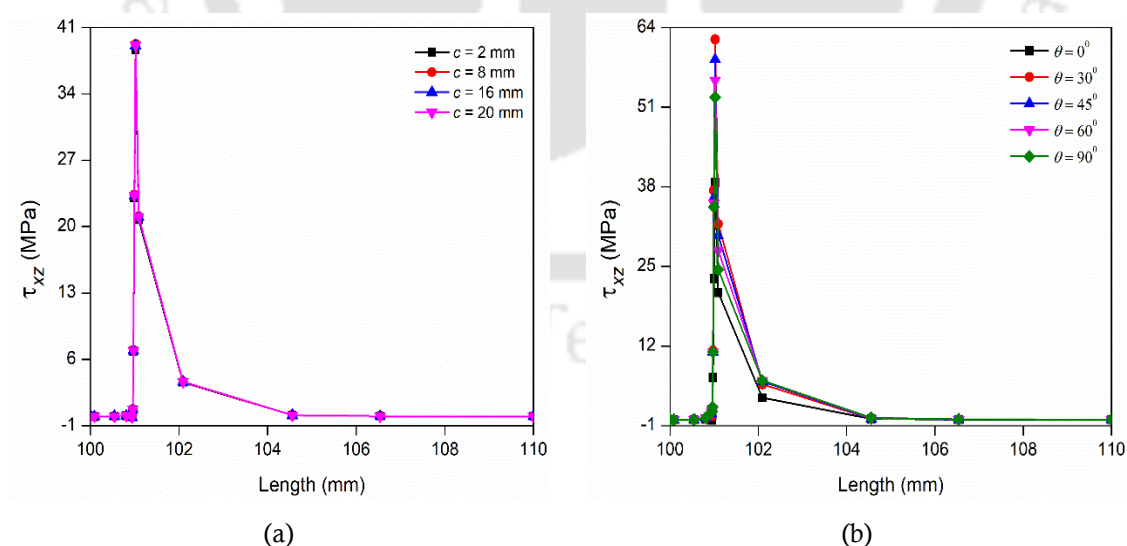 41
34
27
20
13
6
-1
τxz (MPa)
100 102 104 106 108 110
Length (mm)
c = 2 mm
c = 8 mm
c = 16 mm
c = 20 mm
(a)
64
51
38
25
12
-1
τxz (MPa)
100 102 104 106 108 110
Length (mm)
θ = 0⁰
θ = 30⁰
θ = 45⁰
θ = 60⁰
θ = 90⁰
(b)